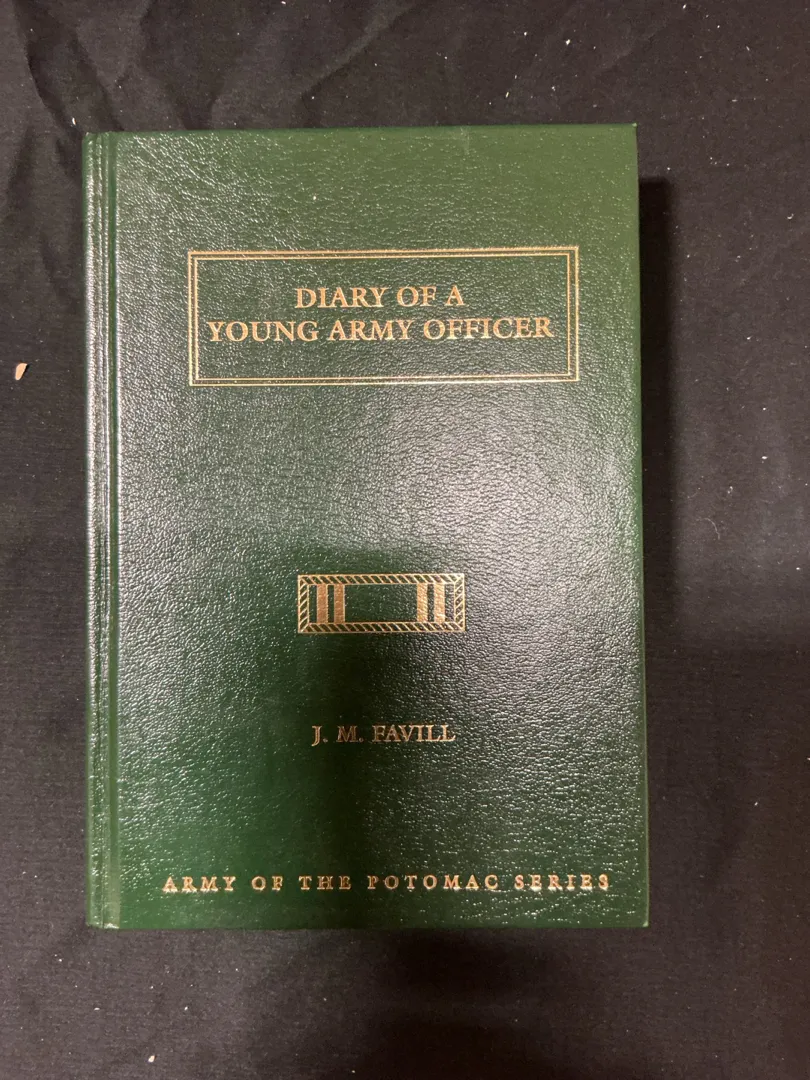 DIARY OF A
YOUNG ARMY OFFICER
J. M. FAVILL
ARMY OF THE POTOMAC SERIES